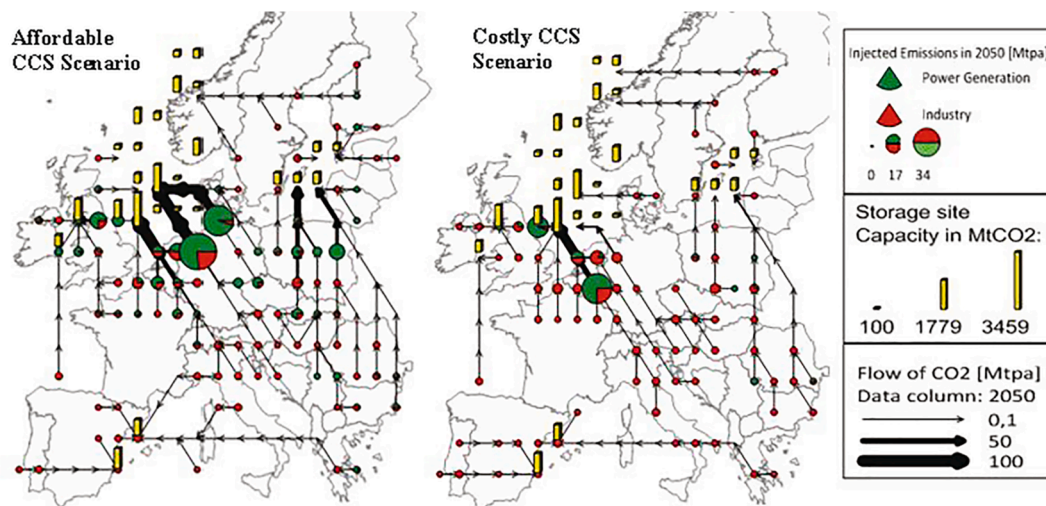 Affordable
CCS Scenario
Costly CCS
Scenario
Injected Emissions in 2050 [Mtpa]
Power Generation
Industry
0 17 34
Storage site
Capacity in MtCO2:
100 1779 3459
Flow of CO2 [Mtpa]
Data column: 2050
0,1
50
100